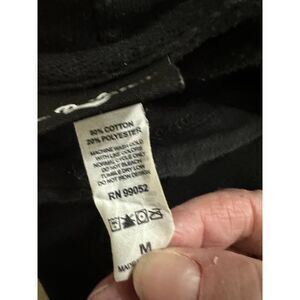 80% COTTON
20% POLYESTER
MACHINE WASH COLD
WITH LIKE COLORS
NORMAL CYCLE ONLY
DO NOT BLEACH
TUMBLE DRY LOW
DO NOT IRON DESIGN
RN 99052
M
MADE